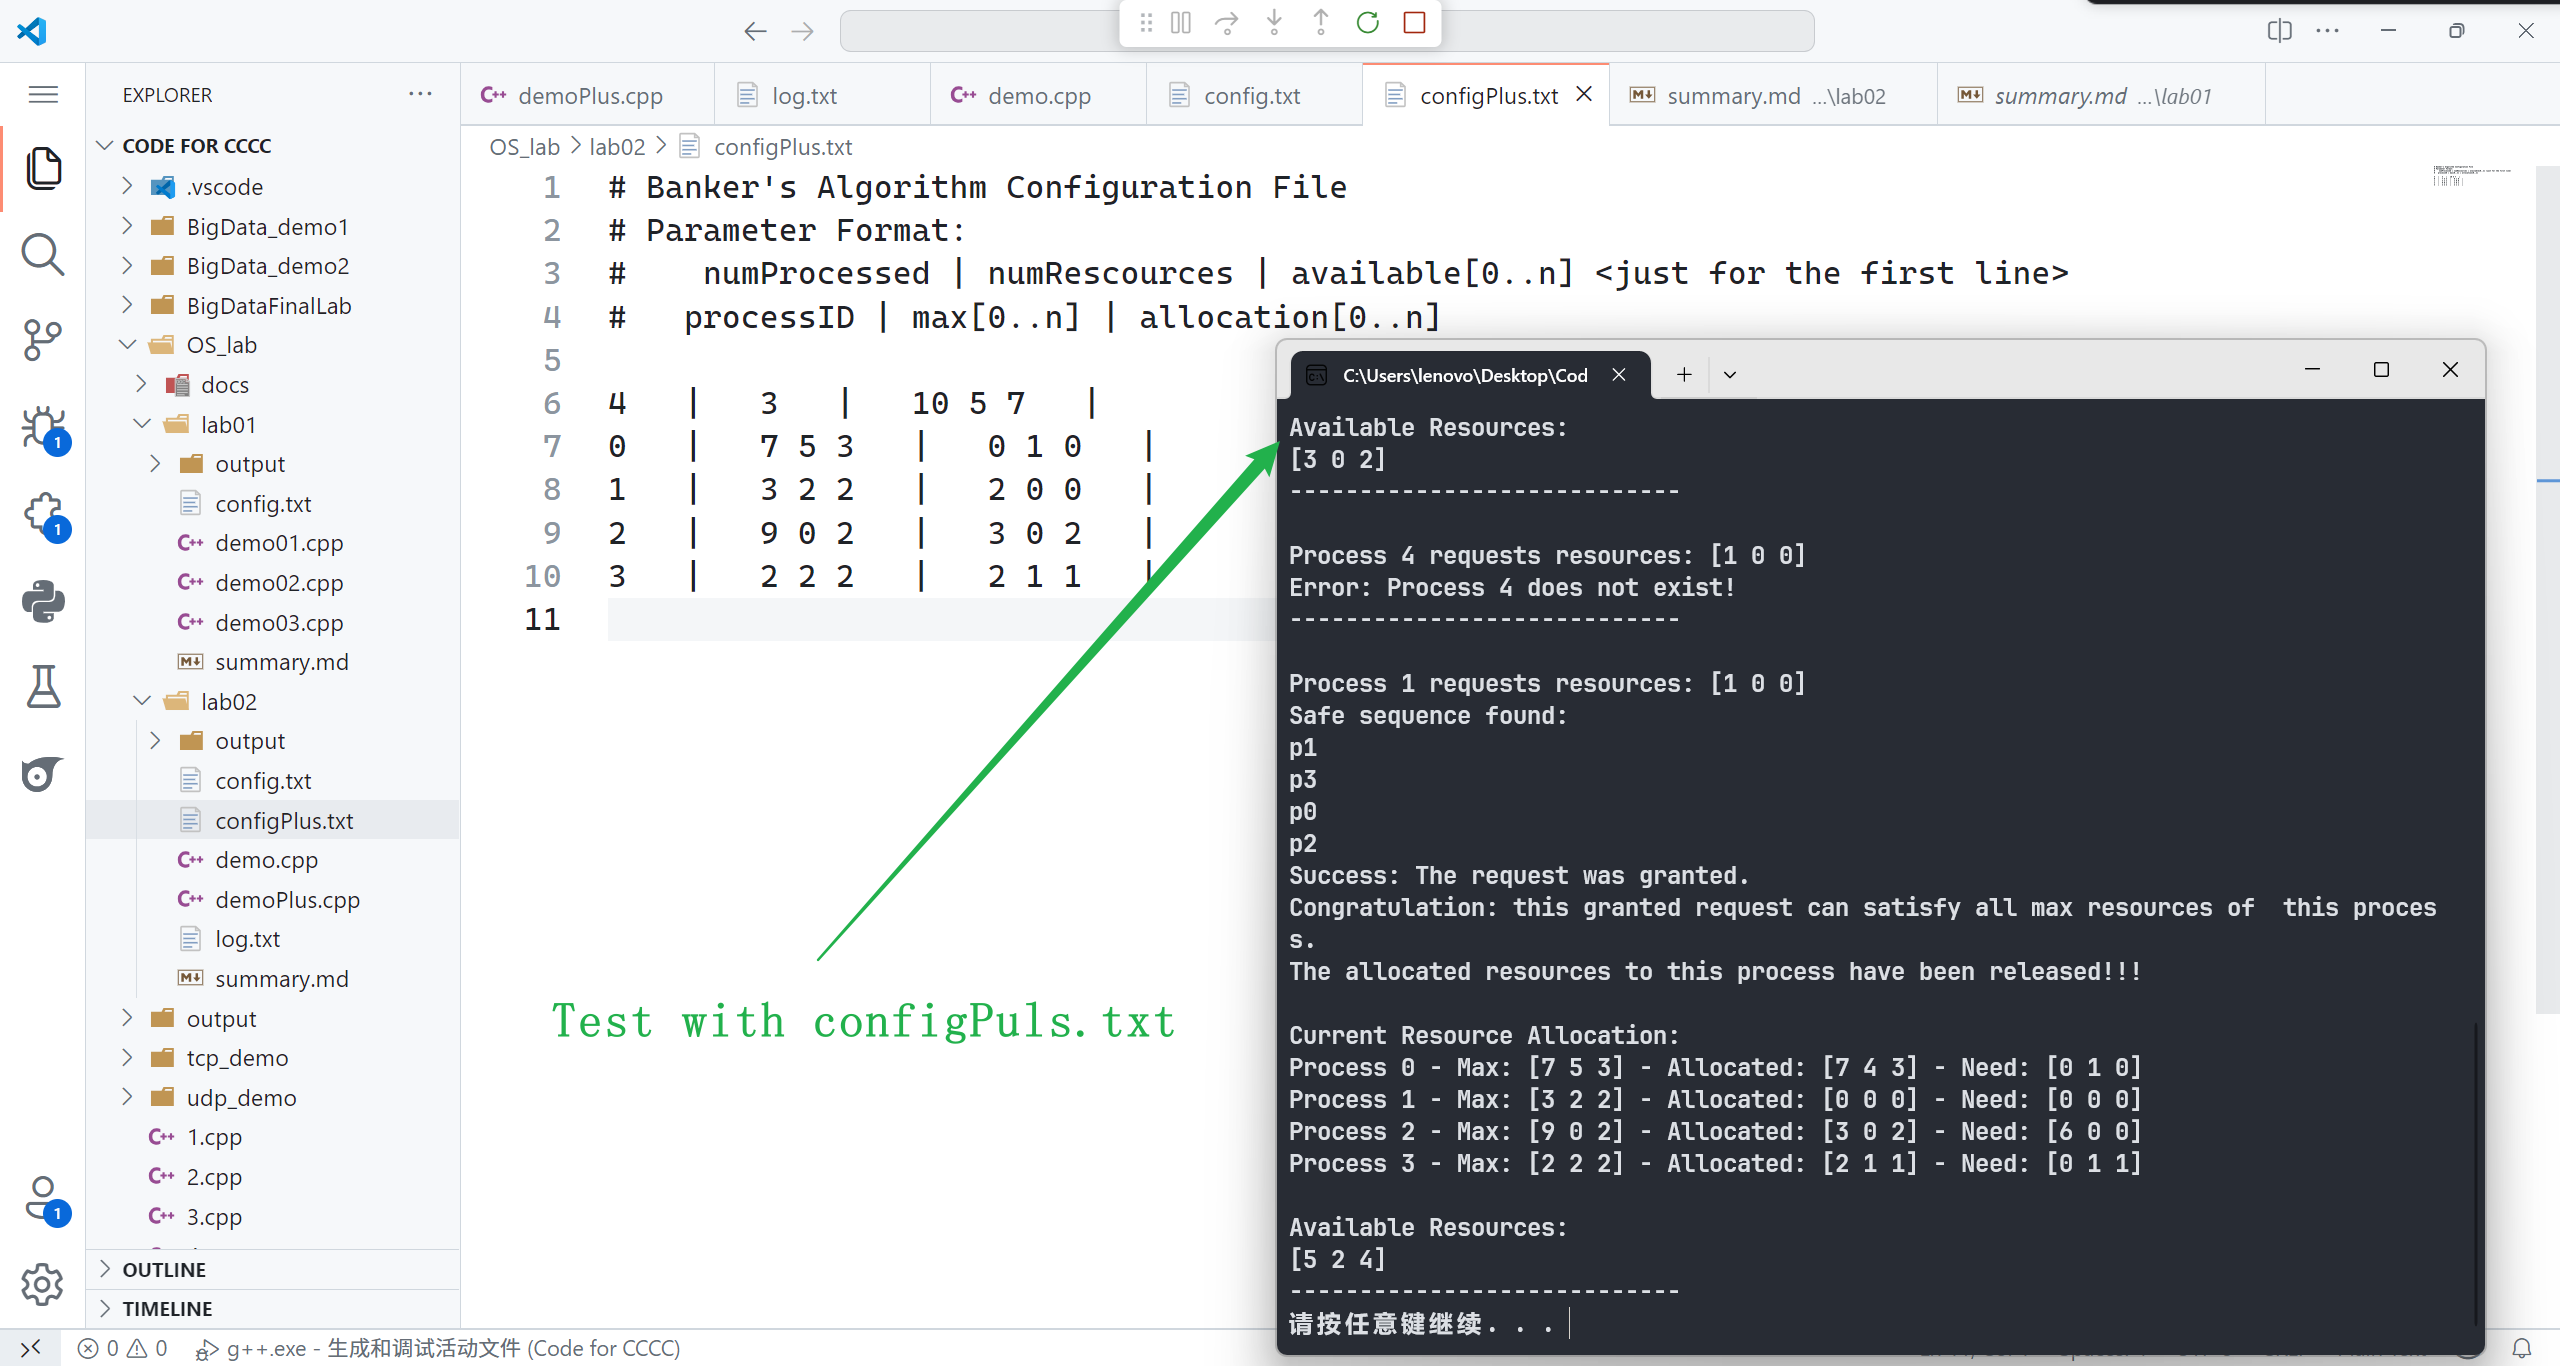 EXPLORER
CODE FOR CCCC
.vscode
BigData_demo1
BigData_demo2
BigDataFinalLab
OS_lab
docs
lab01
output
config.txt
demo01.cpp
demo02.cpp
demo03.cpp
summary.md
lab02
output
config.txt
configPlus.txt
demo.cpp
demoPlus.cpp
log.txt
summary.md
output
tcp_demo
udp_demo
1.cpp
2.cpp
3.cpp
OUTLINE
TIMELINE
1
1
1
demoPlus.cpp
log.txt
demo.cpp
config.txt
configPlus.txt
summary.md ...\lab02
summary.md ...\lab01
OS_lab > lab02 > configPlus.txt
1 # Banker's Algorithm Configuration File
2 # Parameter Format:
3 #    numProcessed | numRescources | available[0..n] <just for the first line>
4 #   processID | max[0..n] | allocation[0..n]
5
6 4   |   3   |   10 5 7   |
7 0   |   7 5 3   |   0 1 0   |
8 1   |   3 2 2   |   2 0 0   |
9 2   |   9 0 2   |   3 0 2   |
10 3   |   2 2 2   |   2 1 1   |
11
Test with configPuls.txt
C:\Users\lenovo\Desktop\Cod
Available Resources:
[3 0 2]
----------------------------
Process 4 requests resources: [1 0 0]
Error: Process 4 does not exist!
----------------------------
Process 1 requests resources: [1 0 0]
Safe sequence found:
p1
p3
p0
p2
Success: The request was granted.
Congratulation: this granted request can satisfy all max resources of  this proces
s.
The allocated resources to this process have been released!!!
Current Resource Allocation:
Process 0 - Max: [7 5 3] - Allocated: [7 4 3] - Need: [0 1 0]
Process 1 - Max: [3 2 2] - Allocated: [0 0 0] - Need: [0 0 0]
Process 2 - Max: [9 0 2] - Allocated: [3 0 2] - Need: [6 0 0]
Process 3 - Max: [2 2 2] - Allocated: [2 1 1] - Need: [0 1 1]
Available Resources:
[5 2 4]
----------------------------
请按任意键继续. . .
0 0 g++.exe - 生成和调试活动文件 (Code for CCCC)